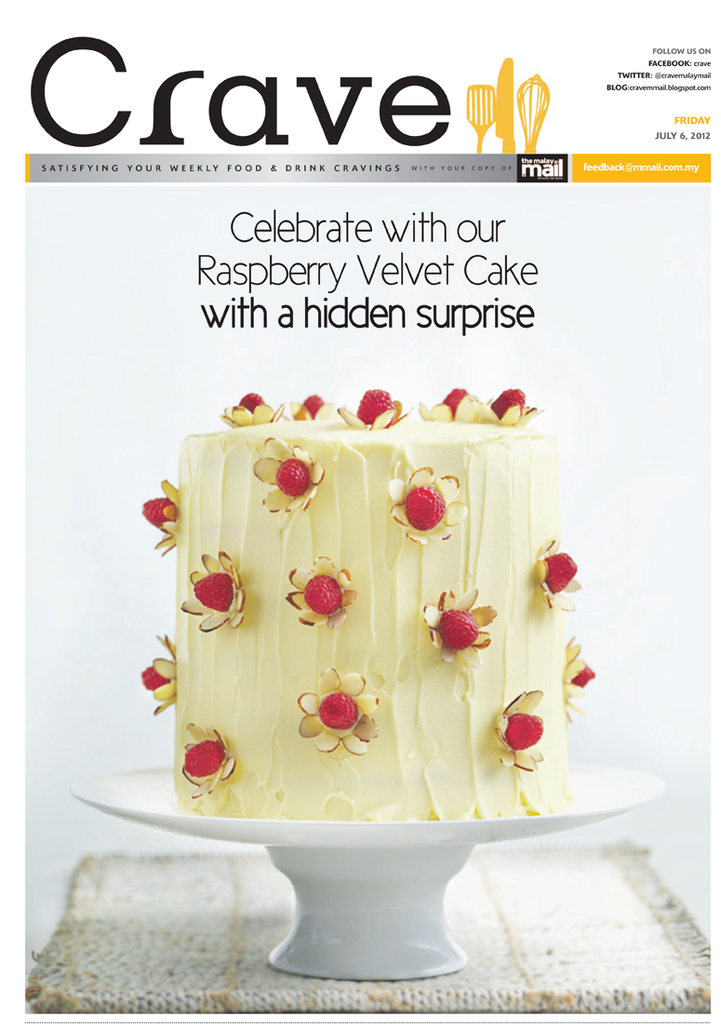 Crave
FOLLOW US ON
FACEBOOK: crave
TWITTER: @cravemalaymail
BLOG:cravemmail.blogspot.com
FRIDAY
JULY 6, 2012
SATISFYING YOUR WEEKLY FOOD & DRINK CRAVINGS WITH YOUR COPY OF
the malay
mail
feedback@mmail.com.my
Celebrate with our
Raspberry Velvet Cake
with a hidden surprise